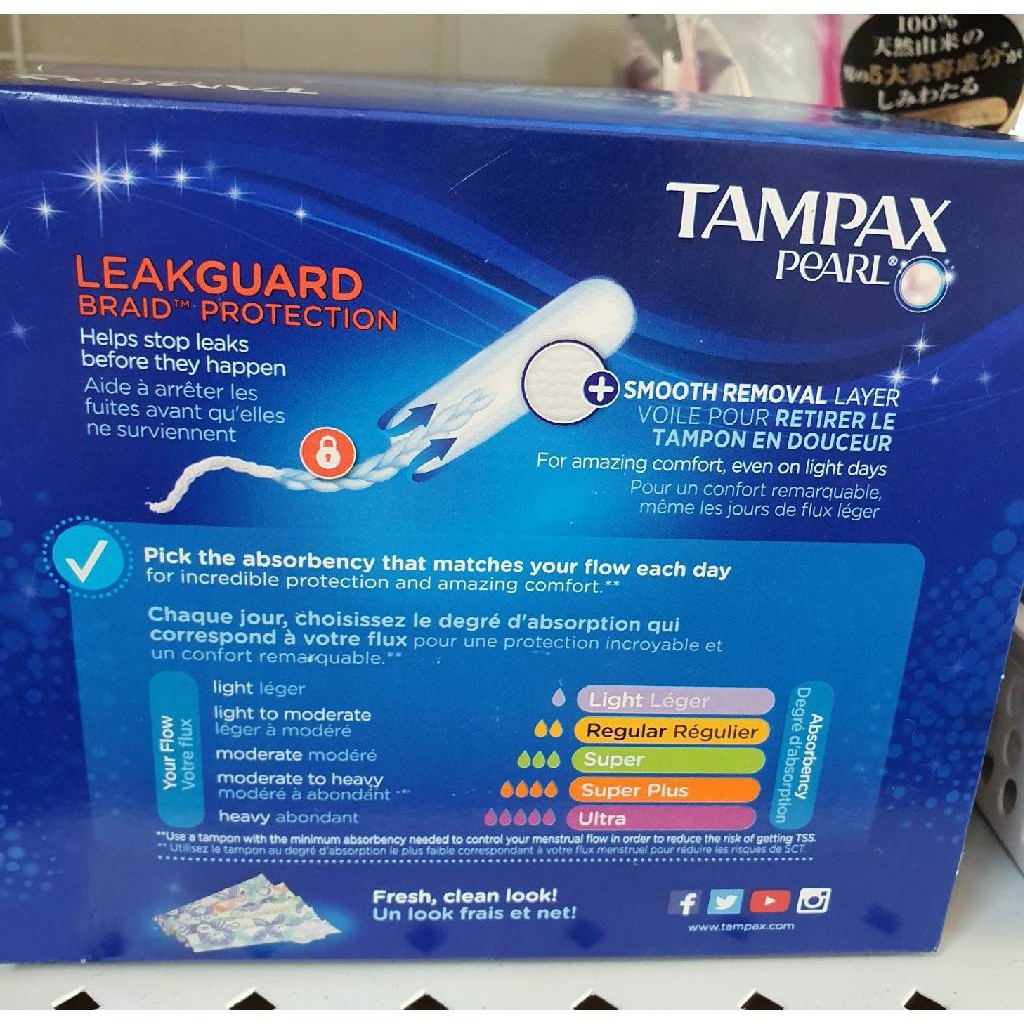 100%
天然由来の
5大美容成分が
しみわたる
TAMPAX
PEARL®
LEAKGUARD
BRAID™ PROTECTION
Helps stop leaks
before they happen
Aide à arrêter les
fuites avant qu'elles
ne surviennent
+ SMOOTH REMOVAL LAYER
VOILE POUR RETIRER LE
TAMPON EN DOUCEUR
For amazing comfort, even on light days
Pour un confort remarquable,
même les jours de flux léger
Pick the absorbency that matches your flow each day
for incredible protection and amazing comfort.**
Chaque jour, choisissez le degré d'absorption qui
correspond à votre flux pour une protection incroyable et
un confort remarquable.**
Your Flow
Votre flux
light léger
light to moderate
léger à modéré
moderate modéré
moderate to heavy
modéré à abondant
heavy abondant
Light Léger
Regular Régulier
Super
Super Plus
Ultra
Absorbency
Degré d'absorption
**Use a tampon with the minimum absorbency needed to control your menstrual flow in order to reduce the risk of getting TSS.
**Utilisez le tampon au degré d'absorption le plus faible correspondant à votre flux menstruel pour réduire les risques de SCT.
Fresh, clean look!
Un look frais et net!
www.tampax.com